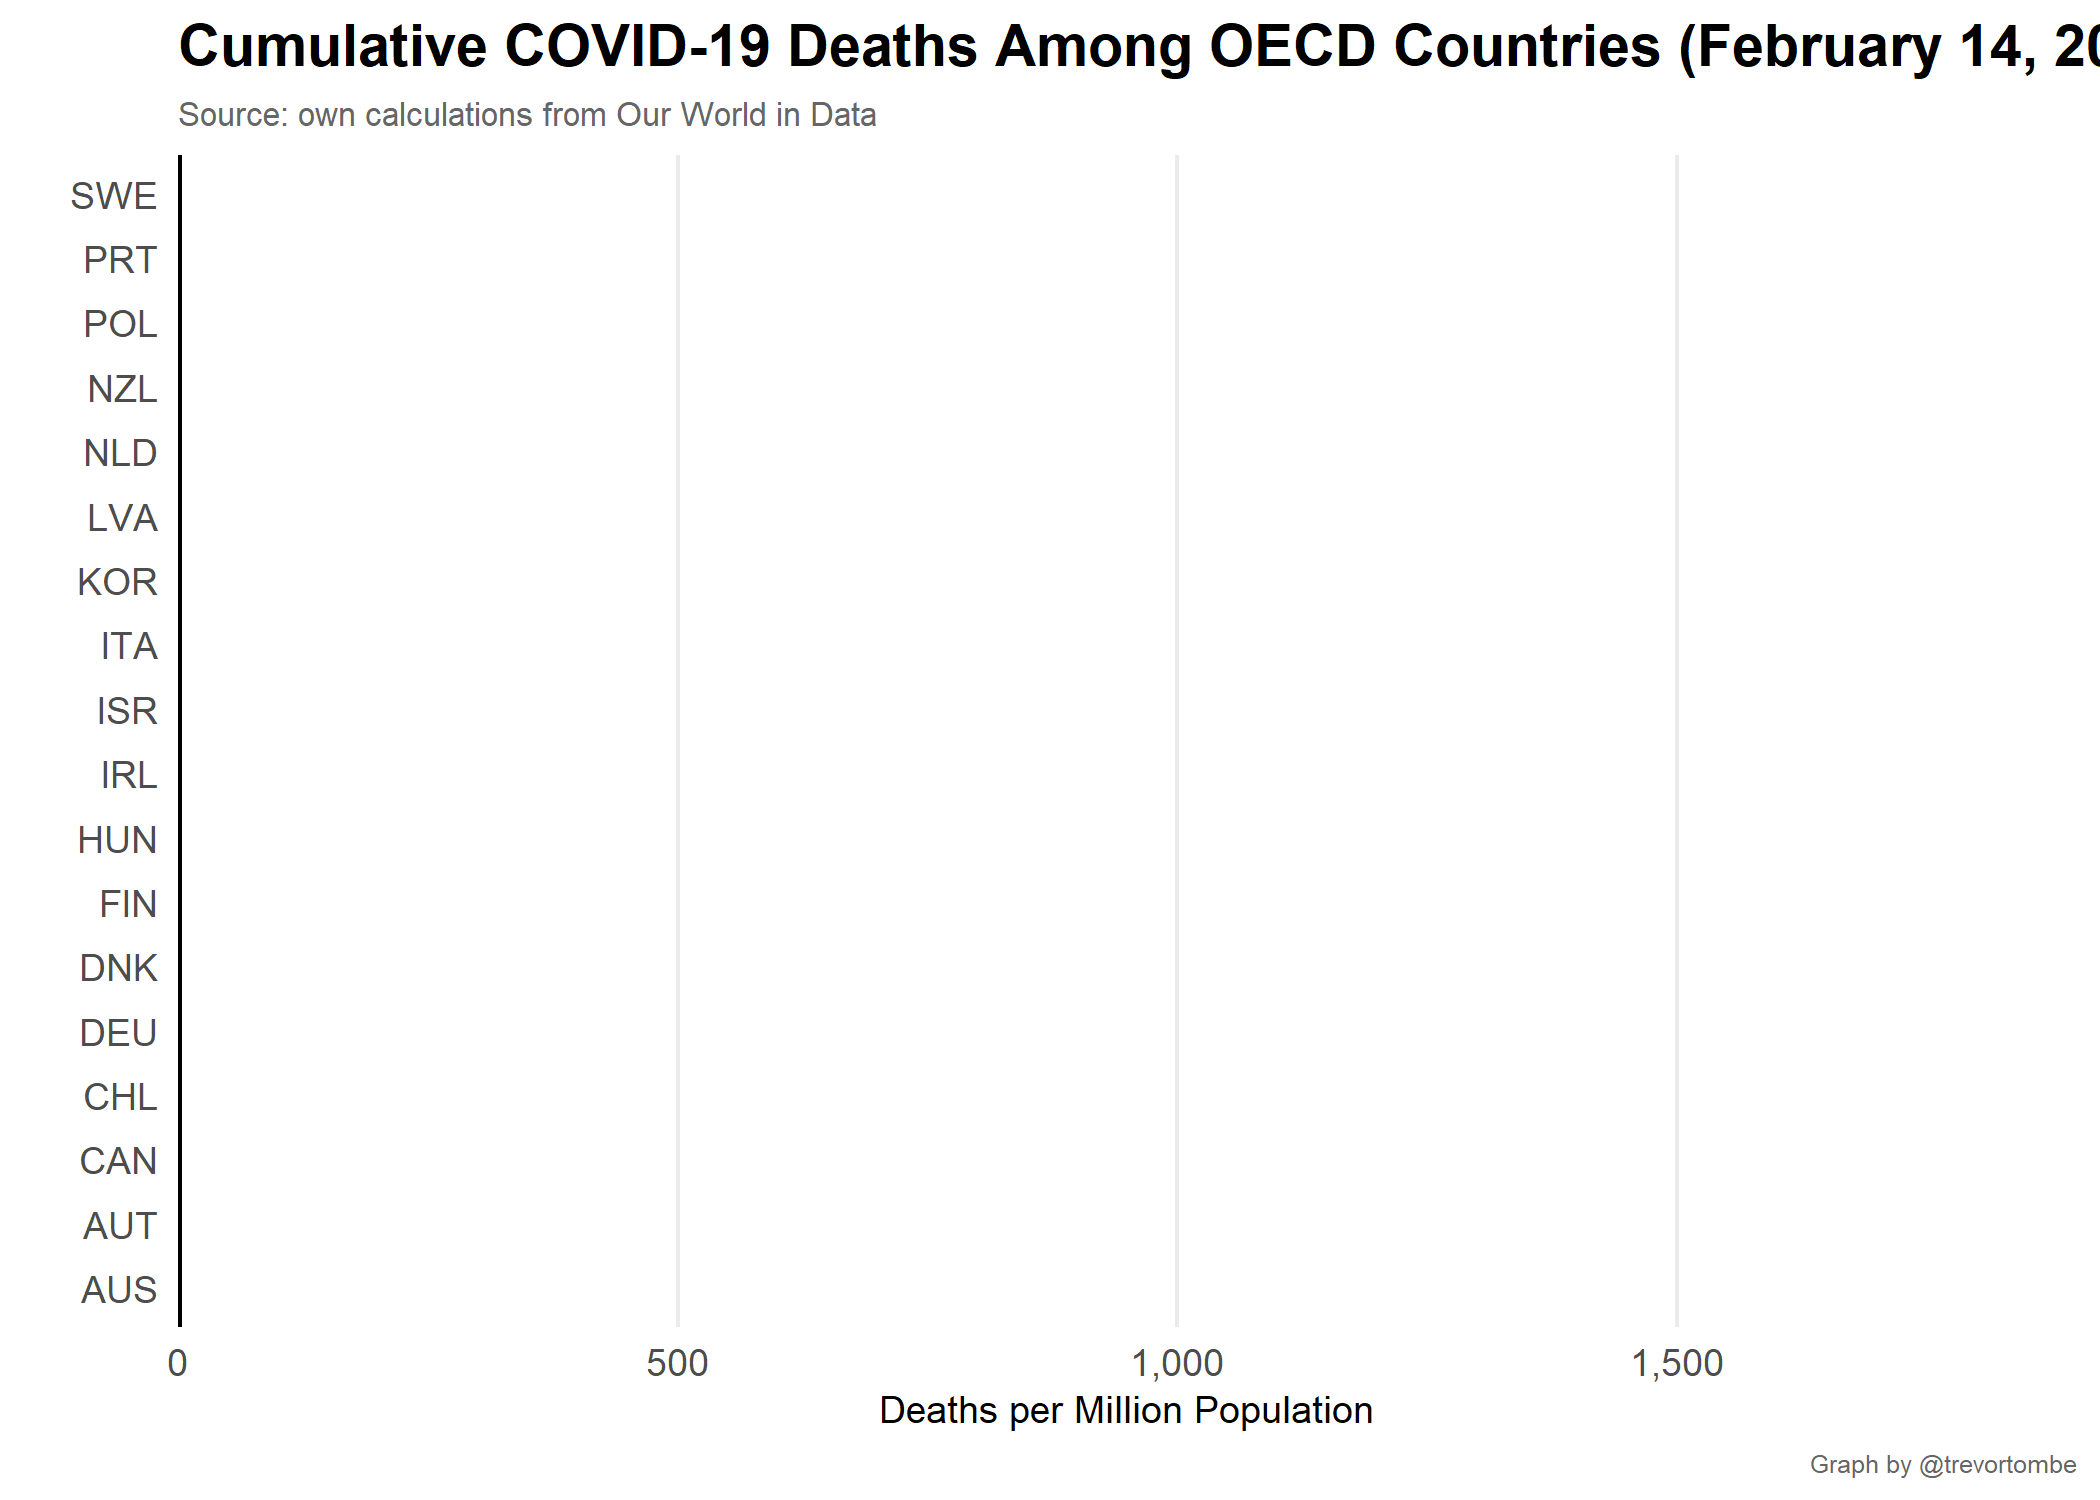 Cumulative COVID-19 Deaths Among OECD Countries (February 14, 20
Source: own calculations from Our World in Data
SWE
PRT
POL
NZL
NLD
LVA
KOR
ITA
ISR
IRL
HUN
FIN
DNK
DEU
CHL
CAN
AUT
AUS
0 500 1,000 1,500
Deaths per Million Population
Graph by @trevortombe